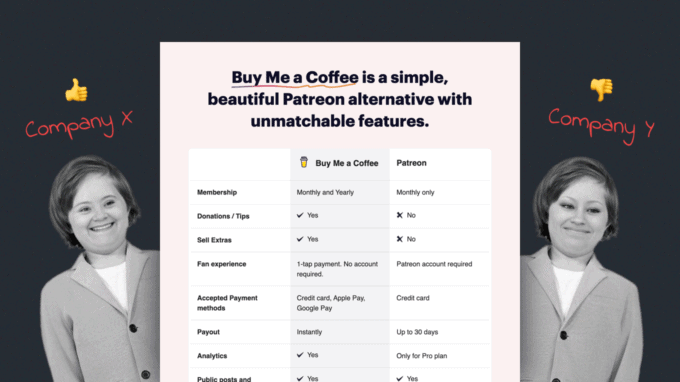 Buy Me a Coffee is a simple,
beautiful Patreon alternative with
unmatchable features.
Company X
Company Y
Buy Me a Coffee Patreon
Membership Monthly and Yearly Monthly only
Donations / Tips Yes No
Sell Extras Yes No
Fan experience 1-tap payment. No account Patreon account required
required.
Accepted Payment Credit card, Apple Pay, Credit card
methods Google Pay
Payout Instantly Up to 30 days
Analytics Yes Only for Pro plan
Public posts and Yes Yes